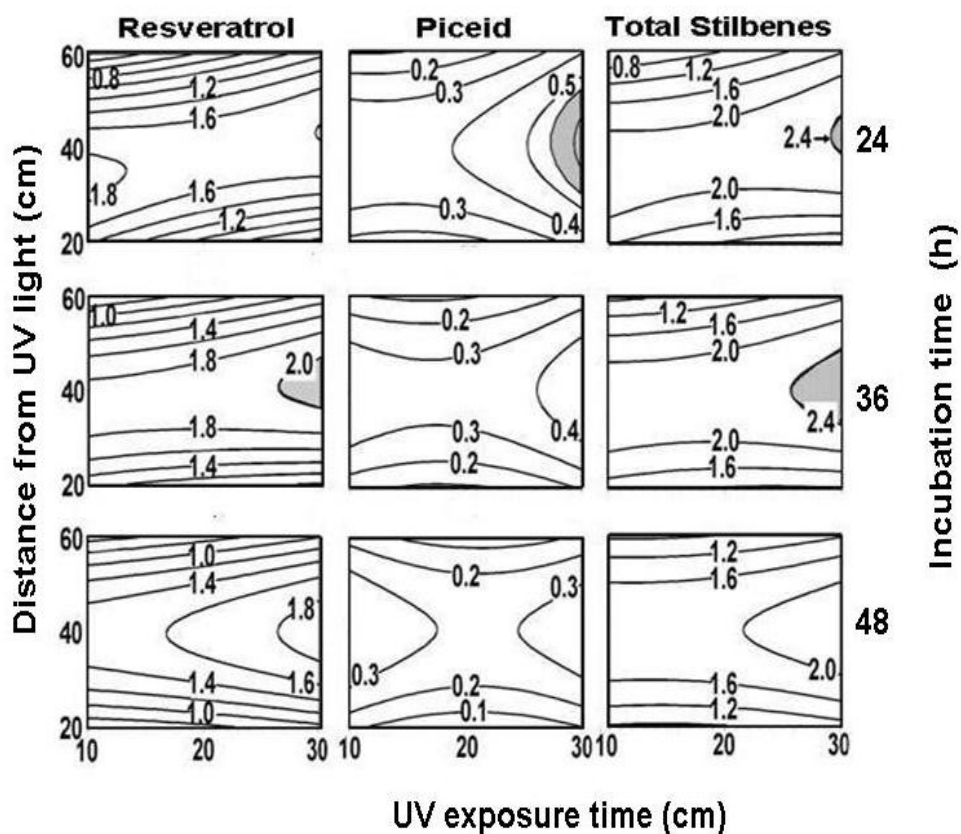 Resveratrol Piceid Total Stilbenes
60 0.8 1.2 1.6 0.2 0.3 0.5 0.8 1.2 1.6 2.0
40 1.8 2.4 24
1.6 1.2 0.3 0.4 2.0 1.6
20
60 1.0 1.4 1.8 0.2 0.3 1.2 1.6 2.0
40 2.0 0.4 2.4 36
1.8 1.4 0.3 0.2 2.0 1.6
20
60 1.0 1.4 0.2 0.3 1.2 1.6
40 1.8 48
1.4 1.6 0.3 0.2 1.6 2.0
1.0 0.1 1.2
20
10 20 30 10 20 30 10 20 30
UV exposure time (cm)
Distance from UV light (cm)
Incubation time (h)